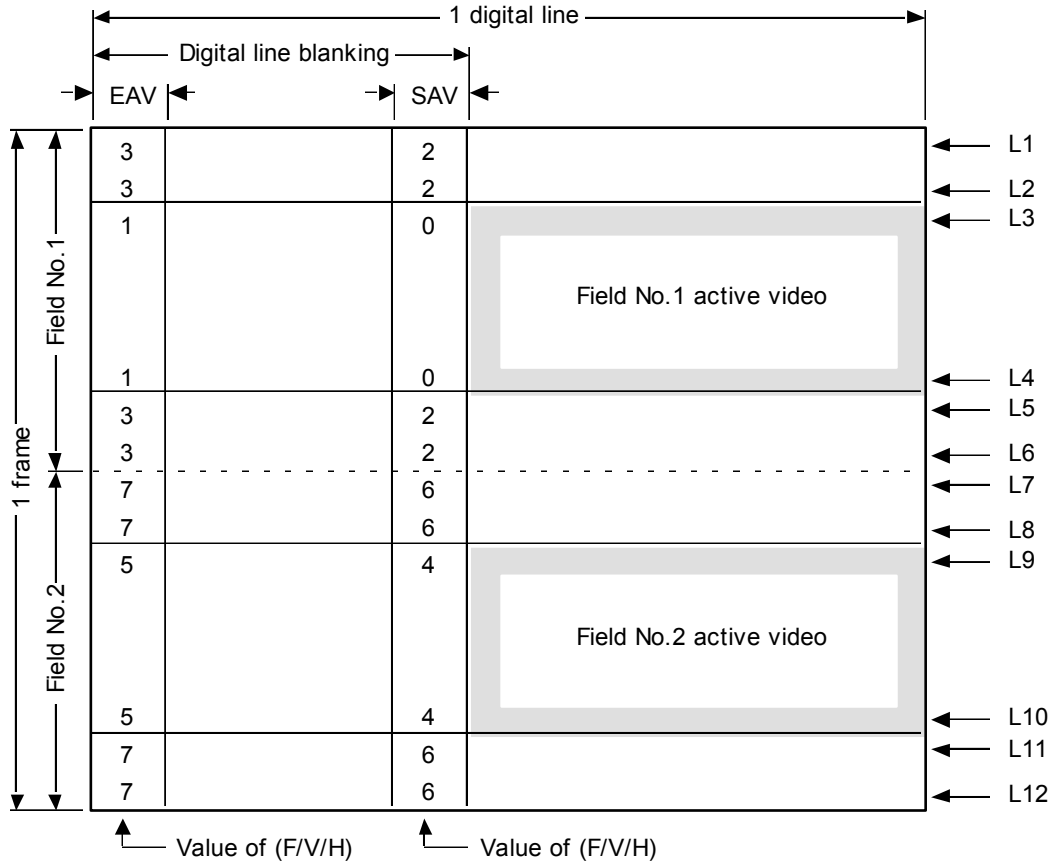 1 digital line
Digital line blanking
EAV SAV
3 2 L1
3 2 L2
1 0 L3
Field No.1
Field No.1 active video
1 0 L4
3 2 L5
1 frame
3 2 L6
7 6 L7
7 6 L8
5 4 L9
Field No.2
Field No.2 active video
5 4 L10
7 6 L11
7 6 L12
Value of (F/V/H) Value of (F/V/H)